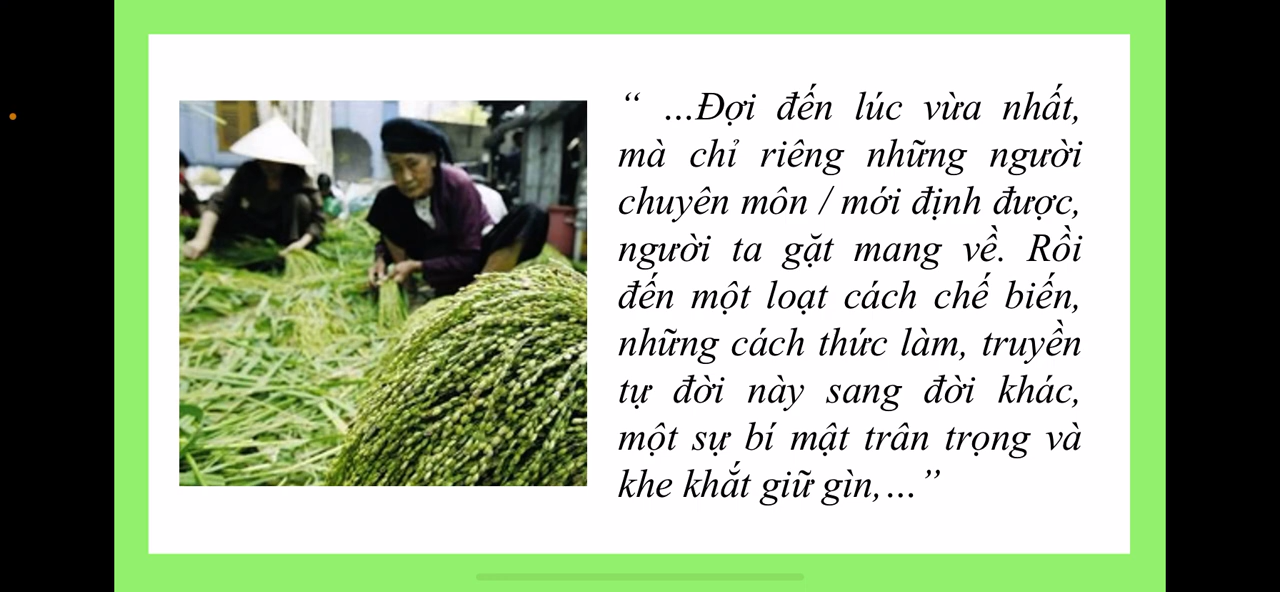 “ ...Đợi đến lúc vừa nhất,
mà chỉ riêng những người
chuyên môn / mới định được,
người ta gặt mang về. Rồi
đến một loạt cách chế biến,
những cách thức làm, truyền
tự đời này sang đời khác,
một sự bí mật trân trọng và
khe khắt giữ gìn,...”